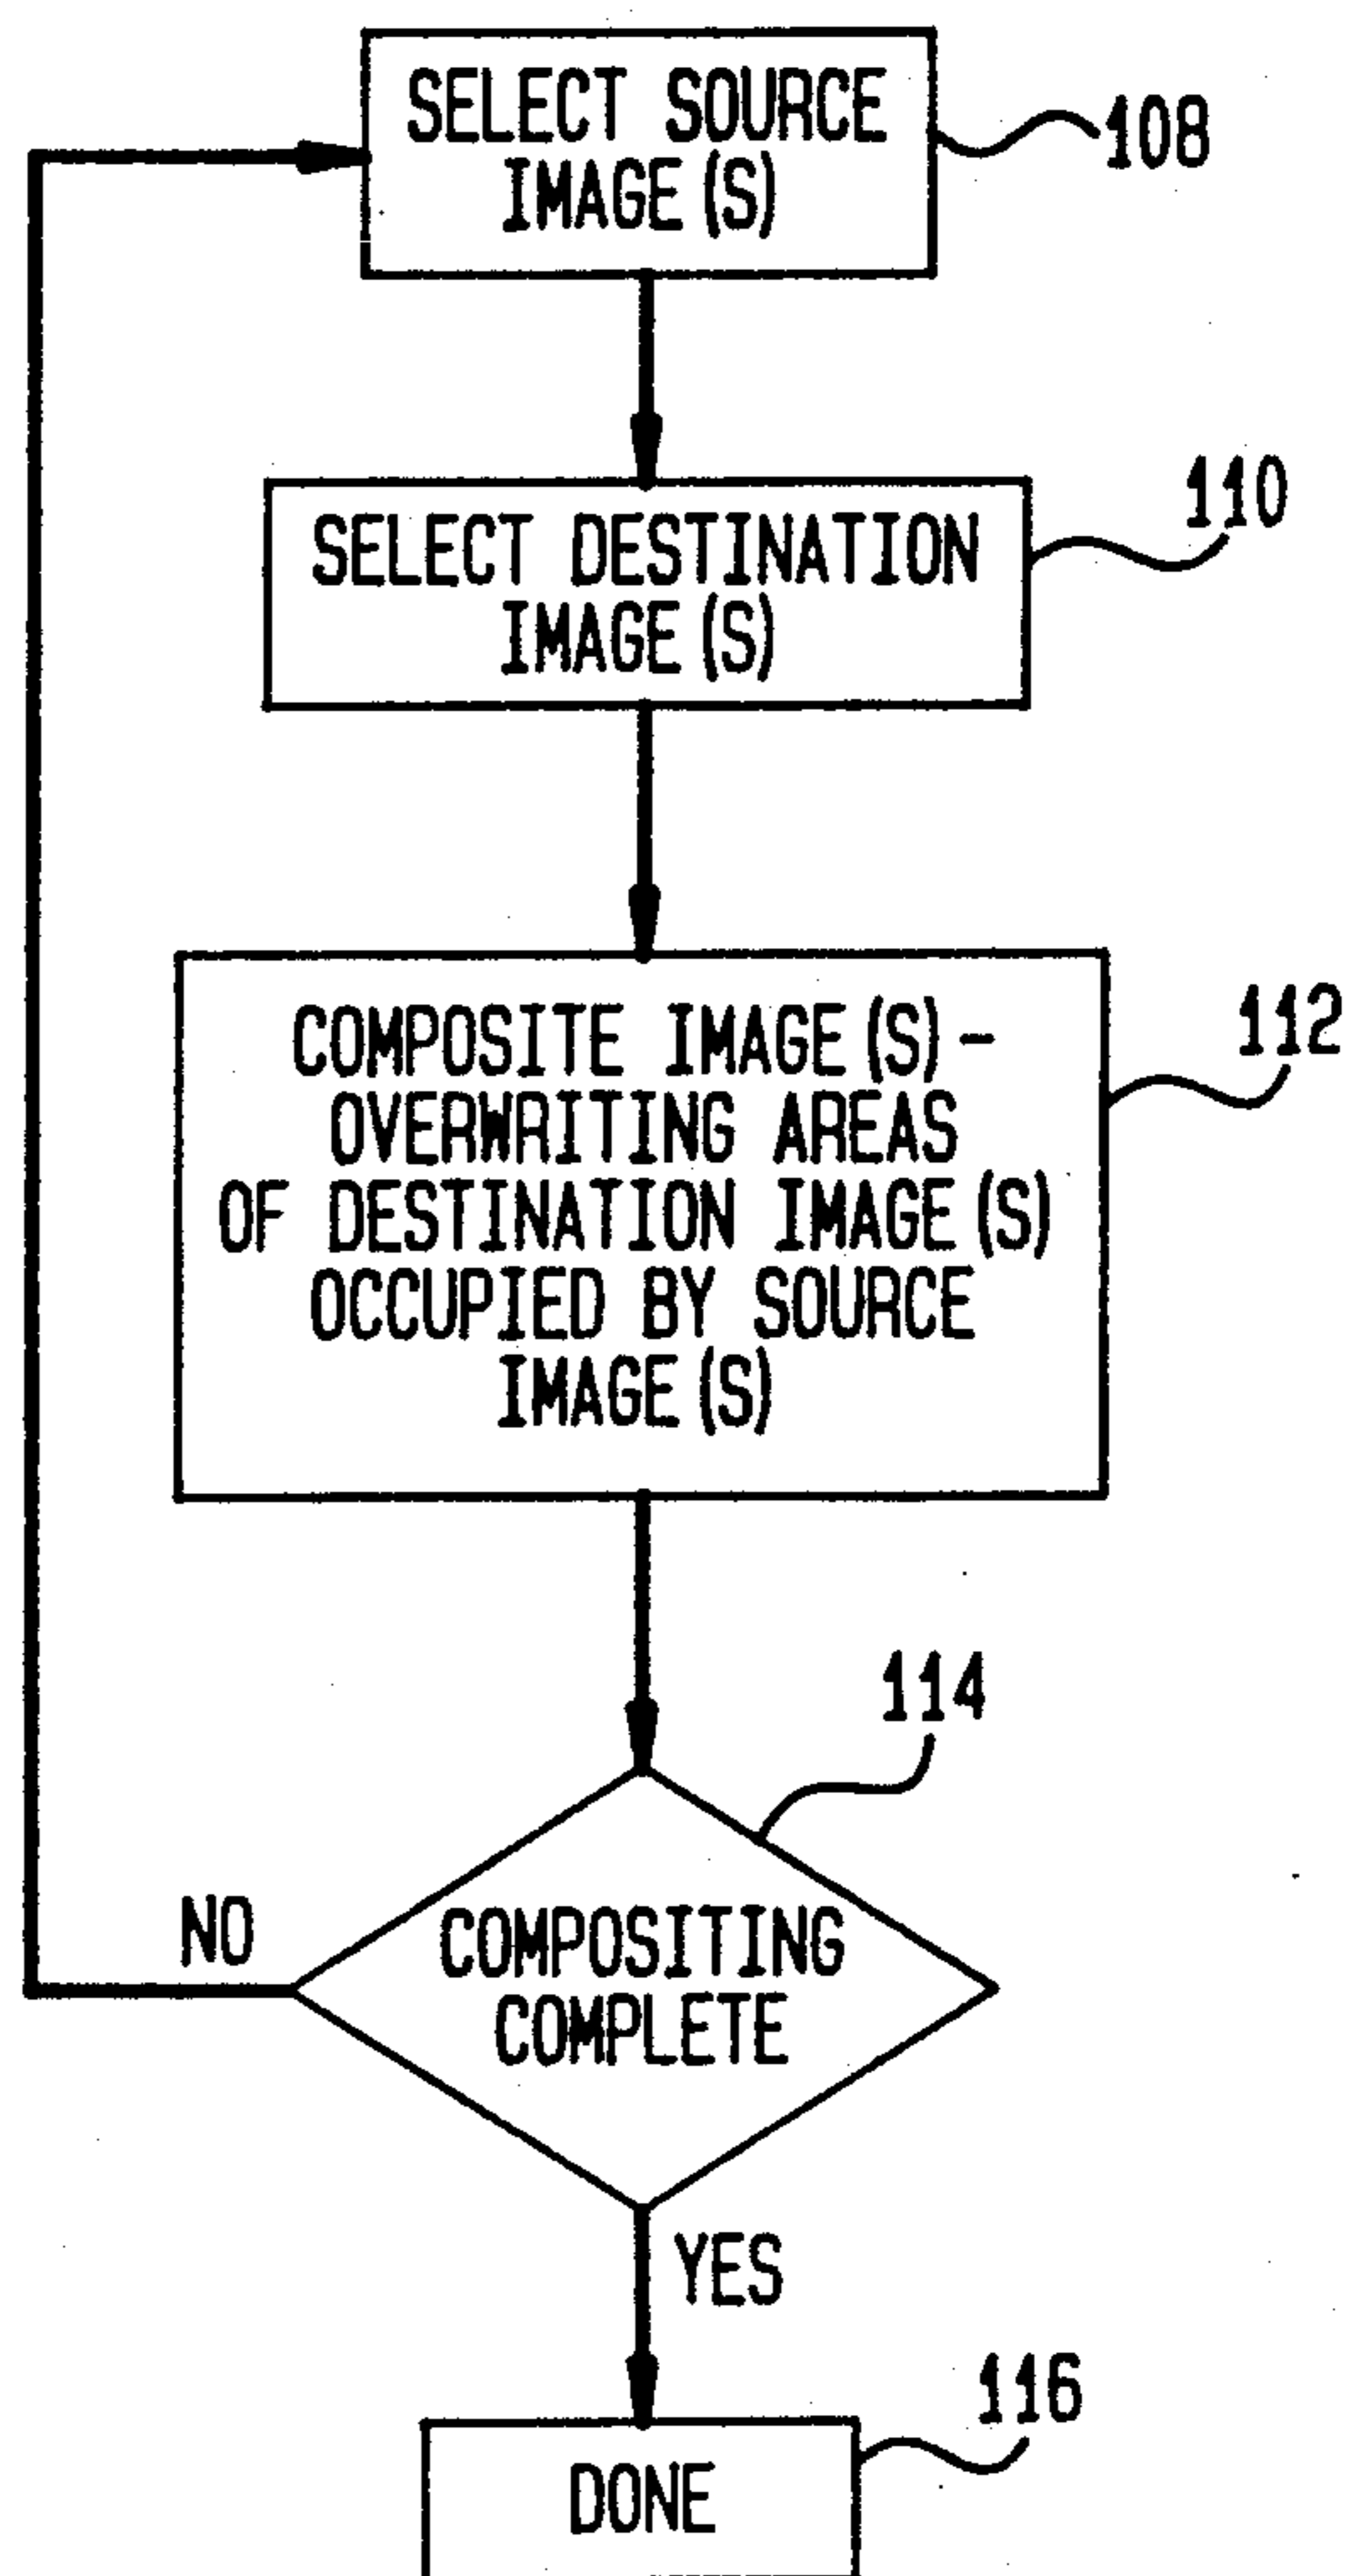 SELECT SOURCE
IMAGE(S)
108
SELECT DESTINATION
IMAGE(S)
110
COMPOSITE IMAGE(S)-
OVERWRITING AREAS
OF DESTINATION IMAGE(S)
OCCUPIED BY SOURCE
IMAGE(S)
112
114
COMPOSITING
COMPLETE
NO
YES
116
DONE